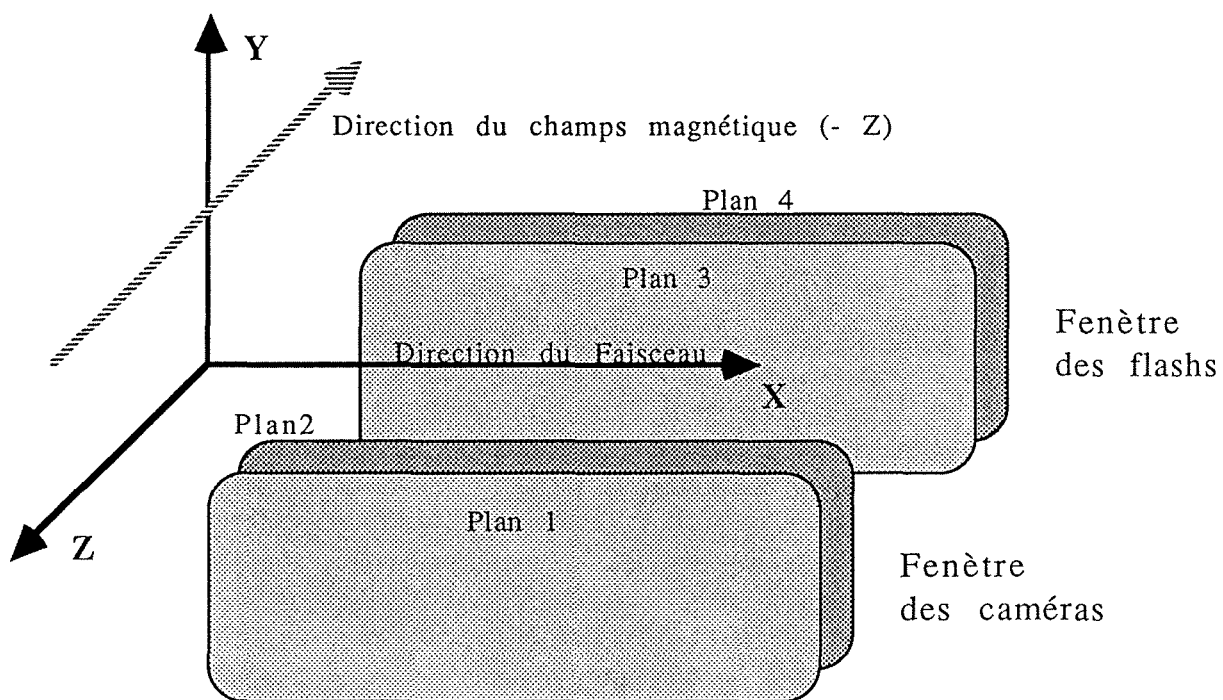 Y
Direction du champs magnétique (- Z)
Plan 4
Plan 3
Fenètre
des flashs
Direction du Faisceau
X
Plan2
Plan 1
Z
Fenètre
des caméras